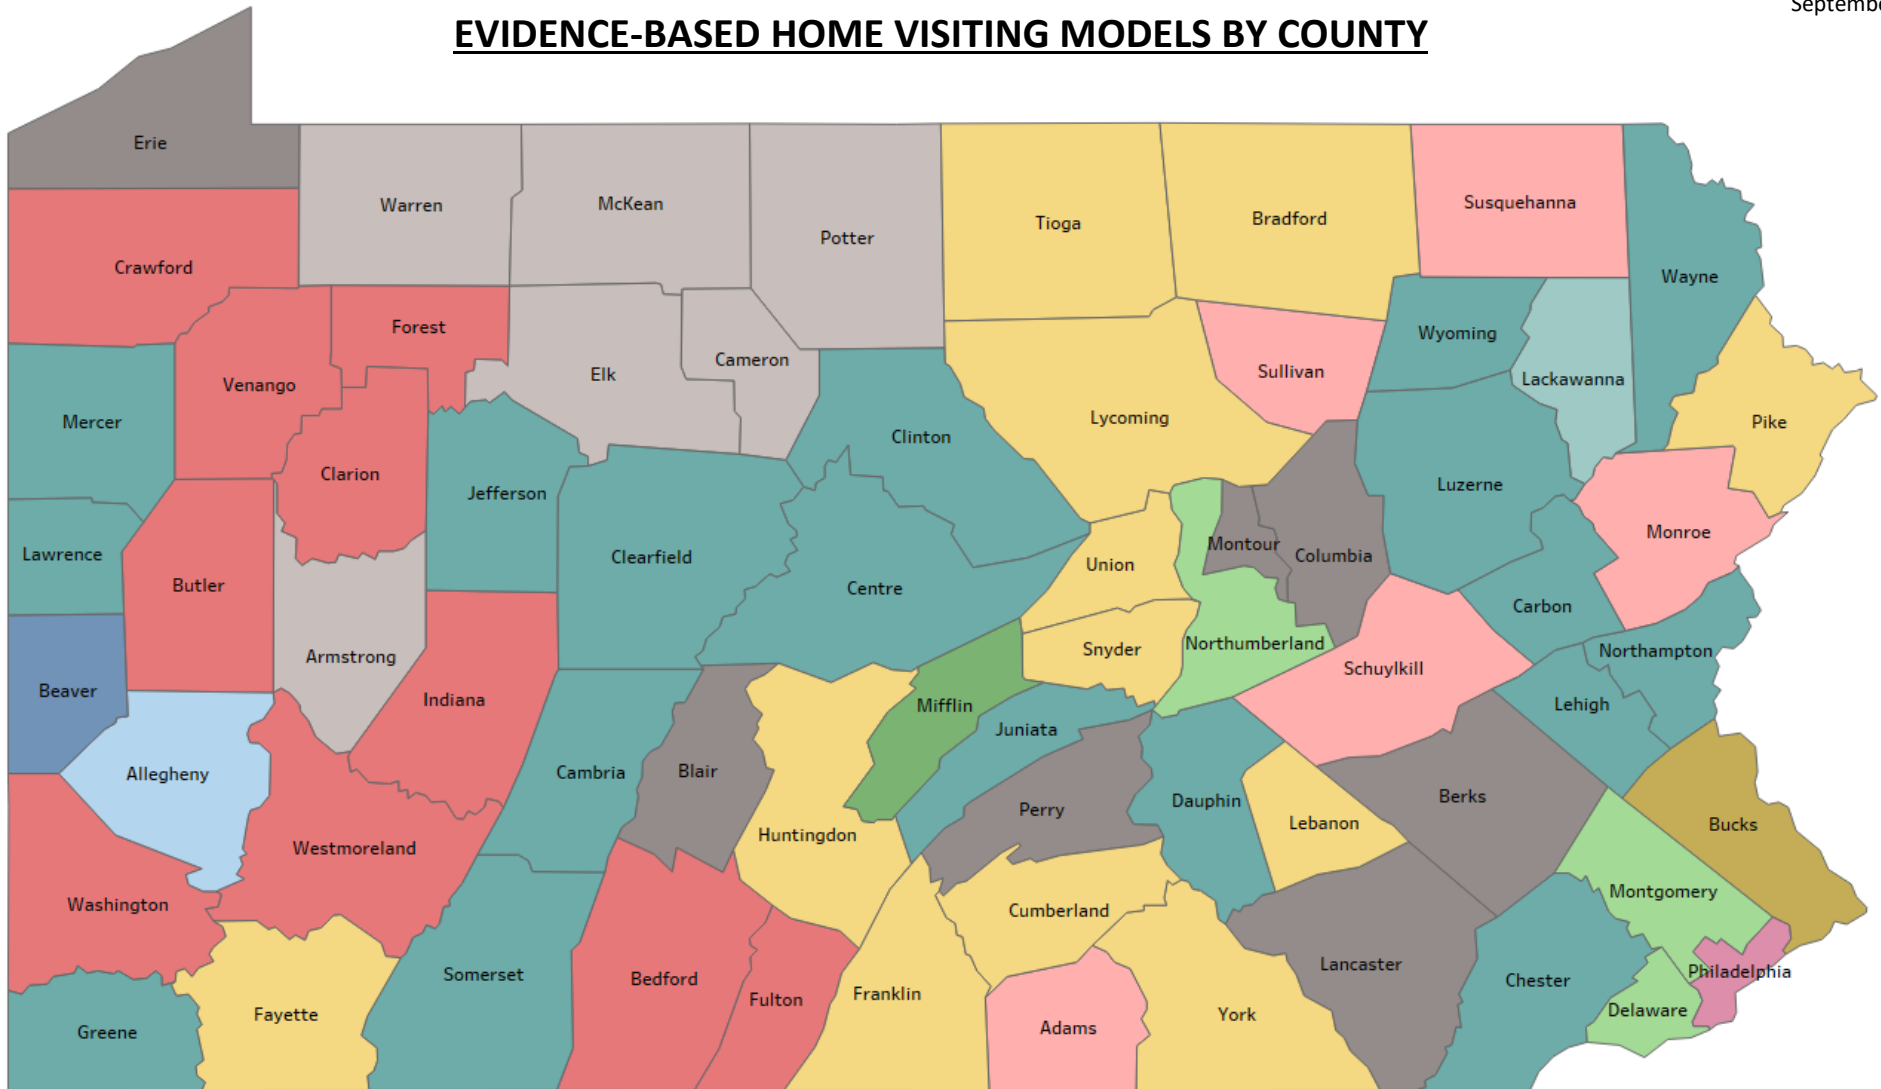 Septembe
EVIDENCE-BASED HOME VISITING MODELS BY COUNTY
Erie
Warren
McKean
Potter
Tioga
Bradford
Susquehanna
Wayne
Crawford
Forest
Venango
Elk
Cameron
Sullivan
Wyoming
Lackawanna
Pike
Mercer
Clarion
Jefferson
Clinton
Lycoming
Luzerne
Monroe
Lawrence
Butler
Clearfield
Centre
Union
Montour
Columbia
Carbon
Armstrong
Snyder
Northumberland
Schuylkill
Northampton
Beaver
Indiana
Mifflin
Juniata
Lehigh
Allegheny
Cambria
Blair
Huntingdon
Perry
Dauphin
Lebanon
Berks
Bucks
Westmoreland
Washington
Cumberland
Montgomery
Somerset
Bedford
Fulton
Franklin
Lancaster
Chester
Philadelphia
Greene
Fayette
Adams
York
Delaware